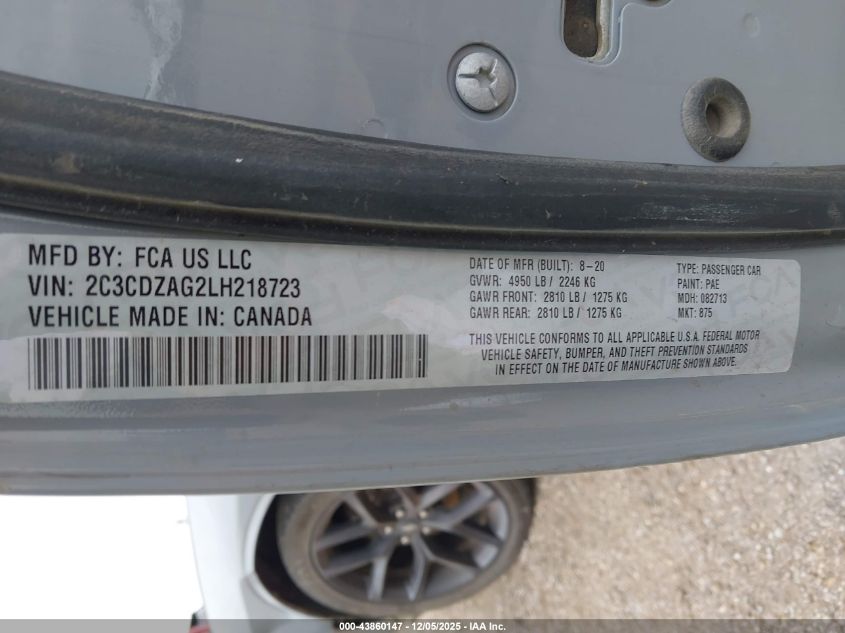 MFD BY: FCA US LLC
VIN: 2C3CDZAG2LH218723
VEHICLE MADE IN: CANADA
DATE OF MFR (BUILT): 8-20
GVWR: 4950 LB / 2246 KG
GAWR FRONT: 2810 LB / 1275 KG
GAWR REAR: 2810 LB / 1275 KG
TYPE: PASSENGER CAR
PAINT: PAE
MDH: 082713
MKT: 875
THIS VEHICLE CONFORMS TO ALL APPLICABLE U.S.A. FEDERAL MOTOR
VEHICLE SAFETY, BUMPER, AND THEFT PREVENTION STANDARDS
IN EFFECT ON THE DATE OF MANUFACTURE SHOWN ABOVE.
000-43860147 - 12/05/2025 - IAA Inc.